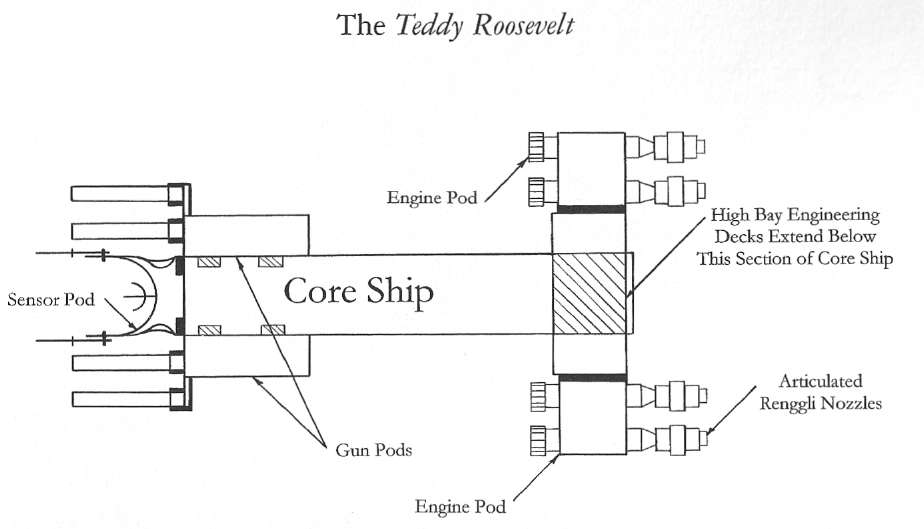 The Teddy Roosevelt
Engine Pod
High Bay Engineering
Decks Extend Below
This Section of Core Ship
Core Ship
Sensor Pod
Articulated
Renggli Nozzles
Gun Pods
Engine Pod